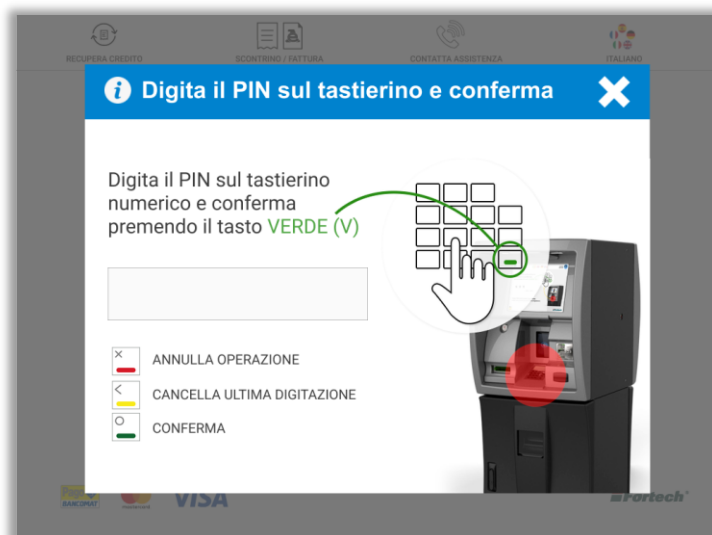 RECUPERA CREDITO
SCONTRINO / FATTURA
CONTATTA ASSISTENZA
ITALIANO
i Digita il PIN sul tastierino e conferma
Digita il PIN sul tastierino
numerico e conferma
premendo il tasto VERDE (V)
ANNULLA OPERAZIONE
CANCELLA ULTIMA DIGITAZIONE
CONFERMA
BANCOMAT
mastercard
VISA
Fortech